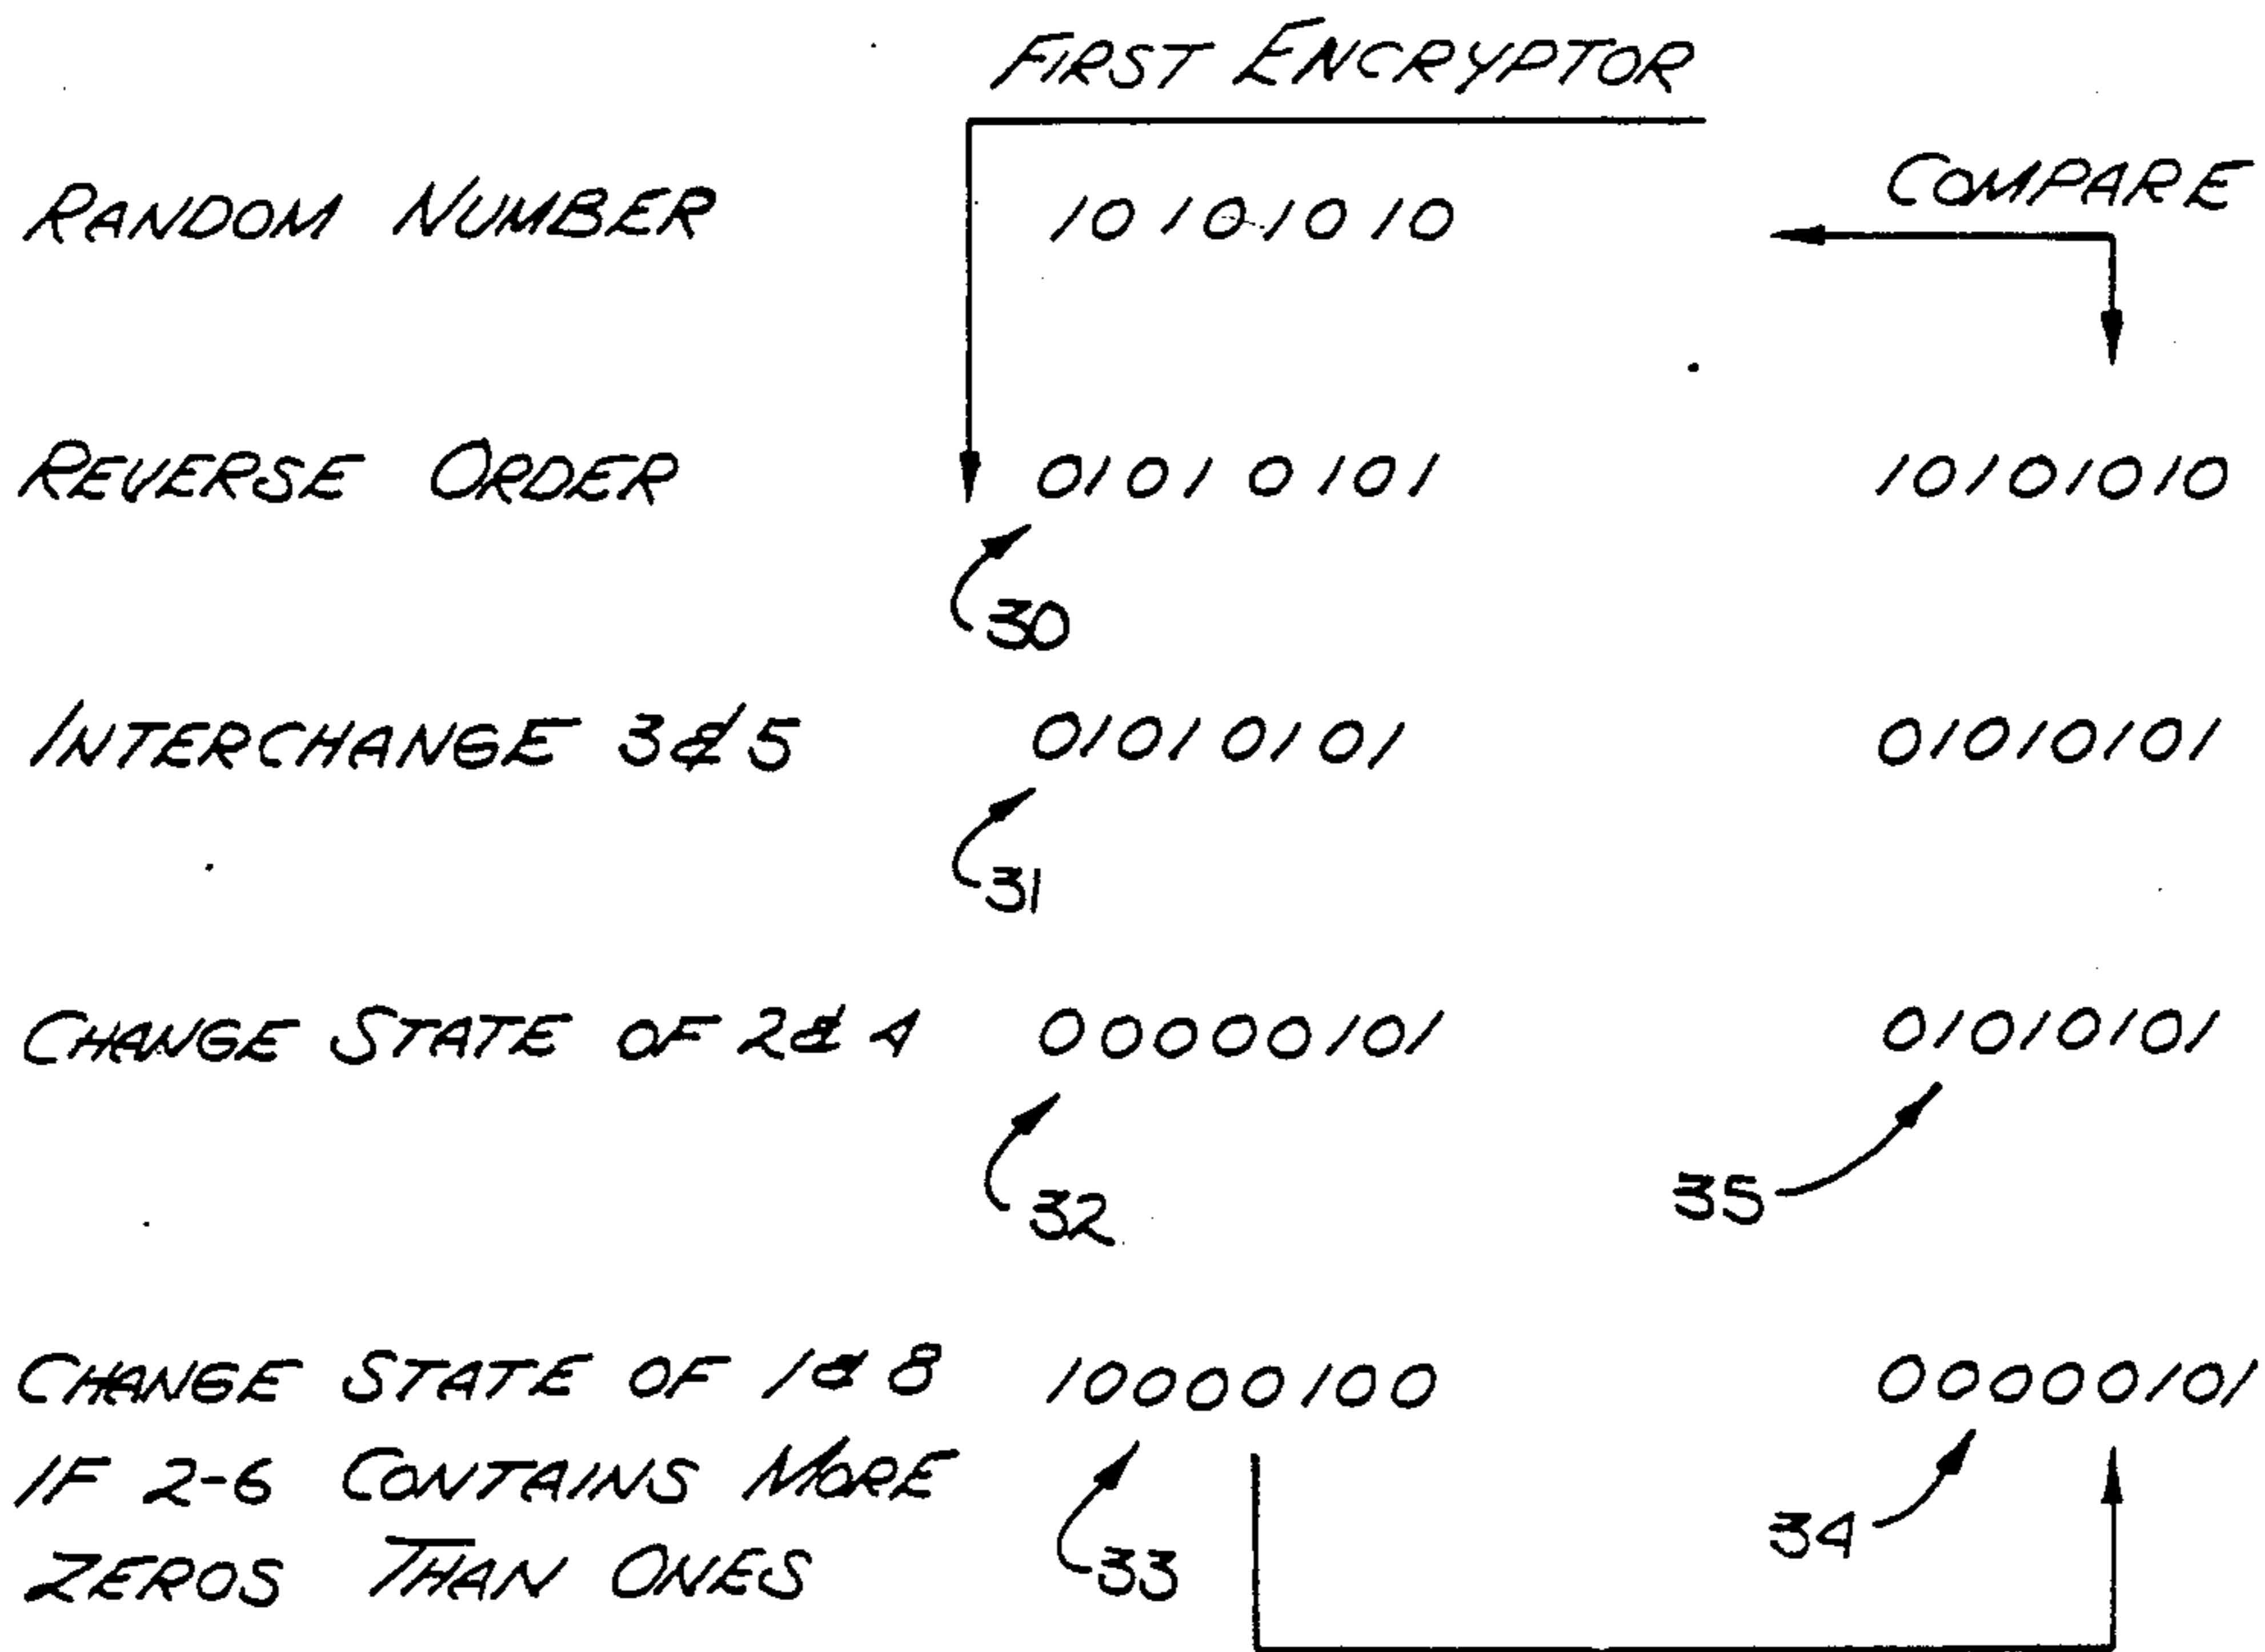 FIRST ENCRYPTOR
COMPARE
RANDOM NUMBER 10101010
REVERSE ORDER 01010101 10101010
30
INTERCHANGE 3&5 01010101 01010101
31
CHANGE STATE OF 2&4 00000101 01010101
32
35
CHANGE STATE OF 1&8 10000100 00000101
IF 2-6 CONTAINS MORE
34
ZEROS THAN ONES
33